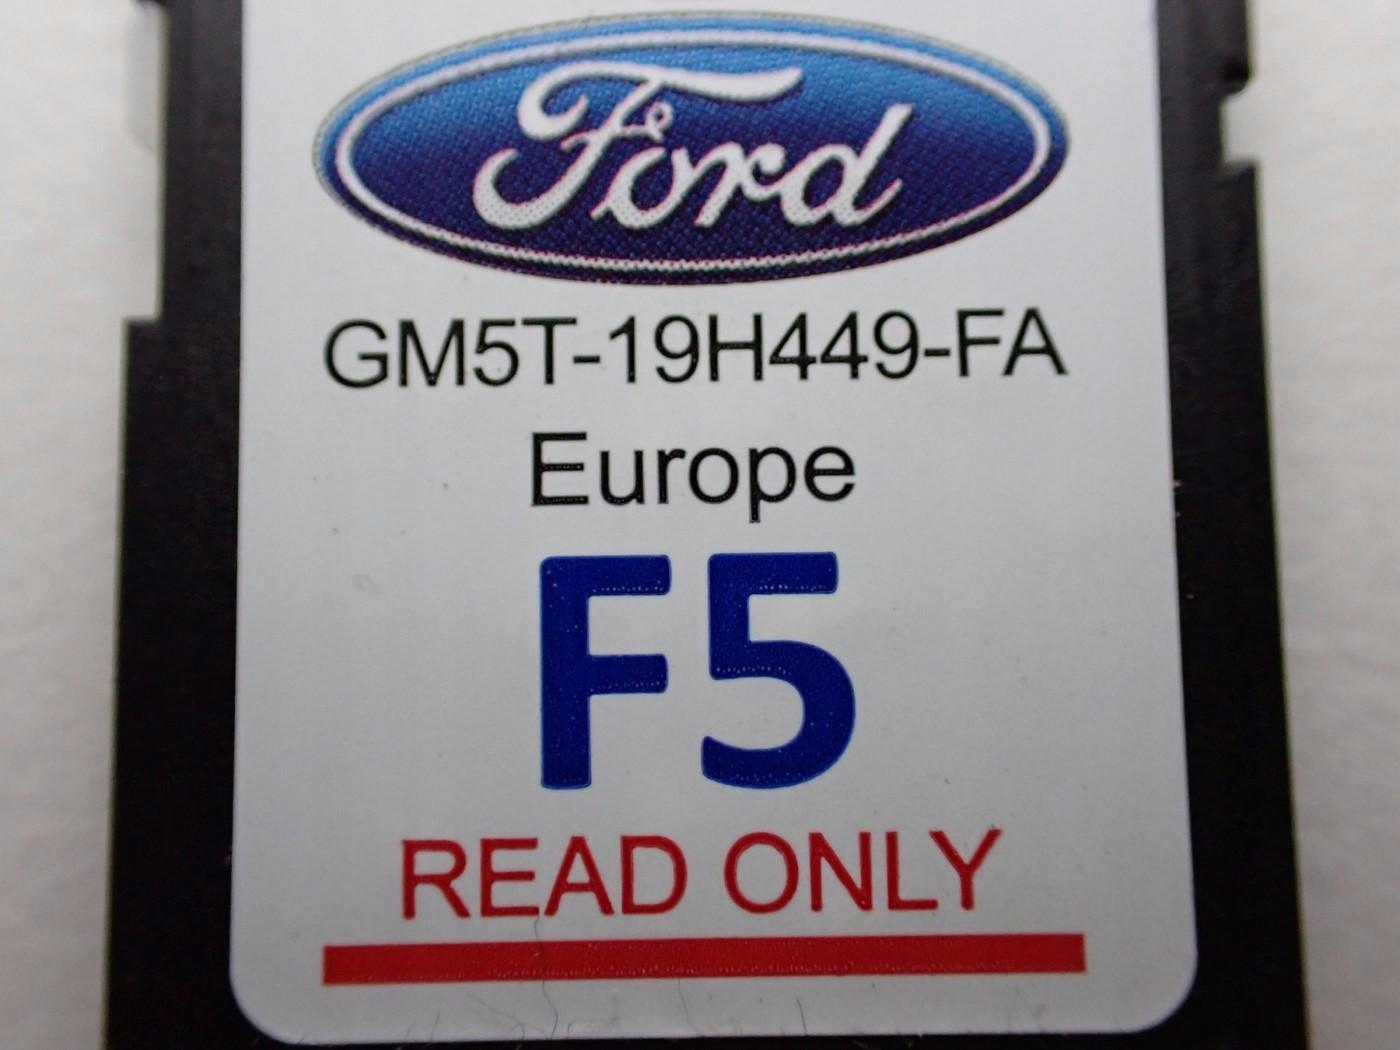 Ford
GM5T-19H449-FA
Europe
F5
READ ONLY